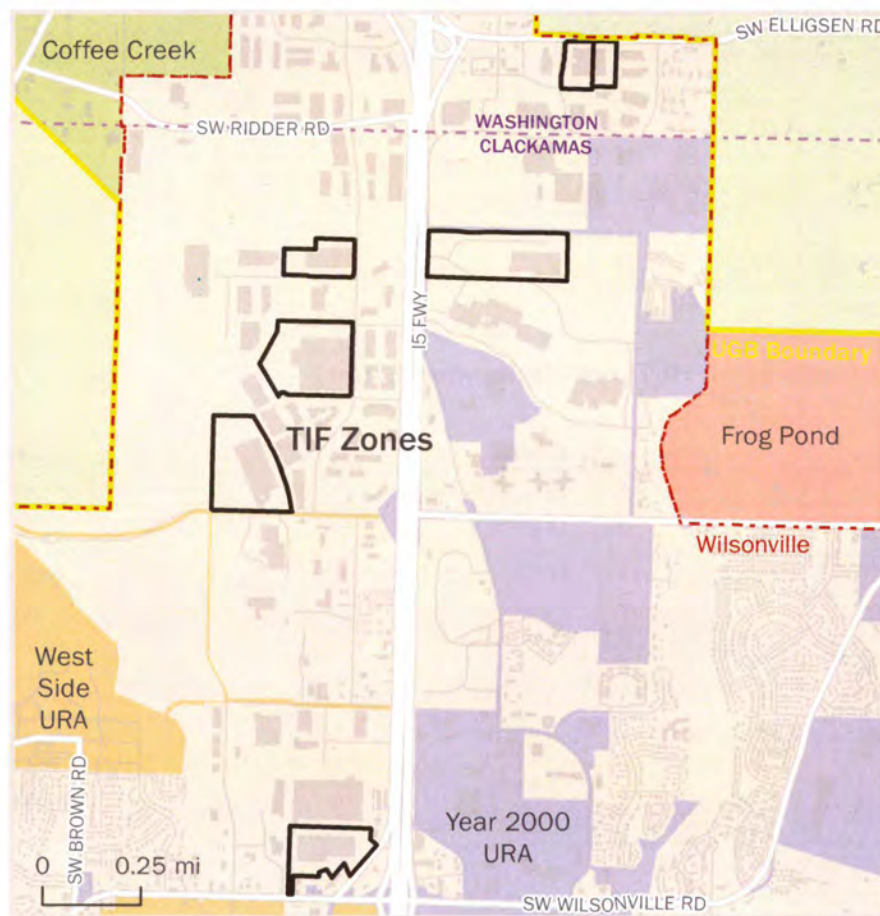 SW ELLIGSEN RD
Coffee Creek
SW RIDDER RD
WASHINGTON
CLACKAMAS
I5 FWY
UGB Boundary
Frog Pond
TIF Zones
Wilsonville
West
Side
URA
SW BROWN RD
Year 2000
URA
0 0.25 mi
SW WILSONVILLE RD